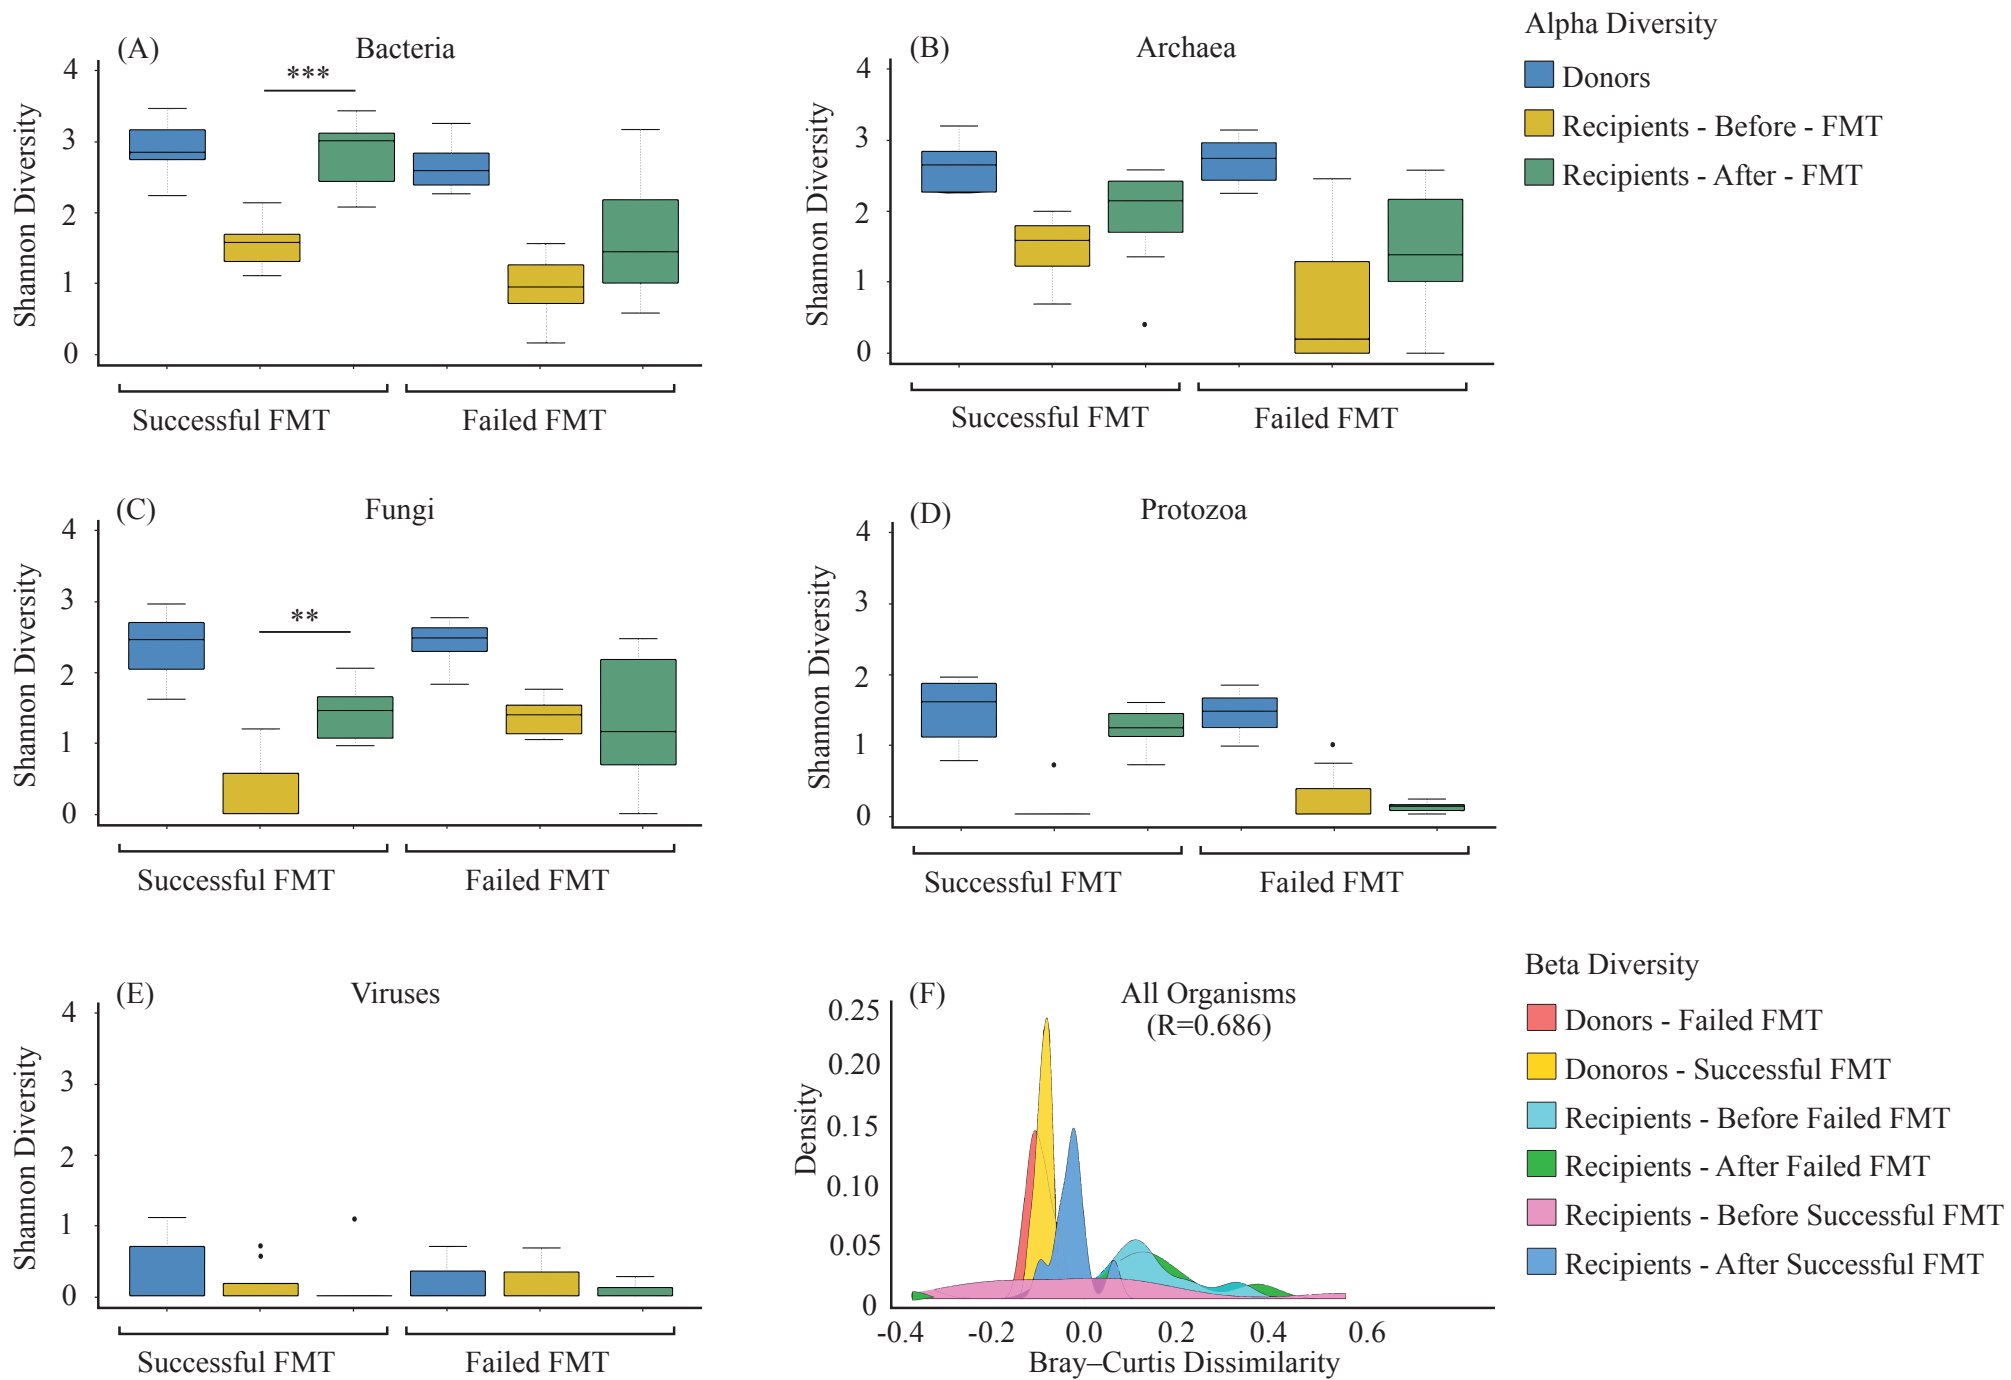 (A) Bacteria
***
Shannon Diversity
4
3
2
1
0
Successful FMT
Failed FMT
(B) Archaea
Shannon Diversity
4
3
2
1
0
Successful FMT
Failed FMT
Alpha Diversity
Donors
Recipients - Before - FMT
Recipients - After - FMT
(C) Fungi
**
Shannon Diversity
4
3
2
1
0
Successful FMT
Failed FMT
(D) Protozoa
Shannon Diversity
4
3
2
1
0
Successful FMT
Failed FMT
(E) Viruses
Shannon Diversity
4
3
2
1
0
Successful FMT
Failed FMT
(F) All Organisms
(R=0.686)
Density
0.25
0.20
0.15
0.10
0.05
0
-0.4 -0.2 0.0 0.2 0.4 0.6
Bray–Curtis Dissimilarity
Beta Diversity
Donors - Failed FMT
Donoros - Successful FMT
Recipients - Before Failed FMT
Recipients - After Failed FMT
Recipients - Before Successful FMT
Recipients - After Successful FMT